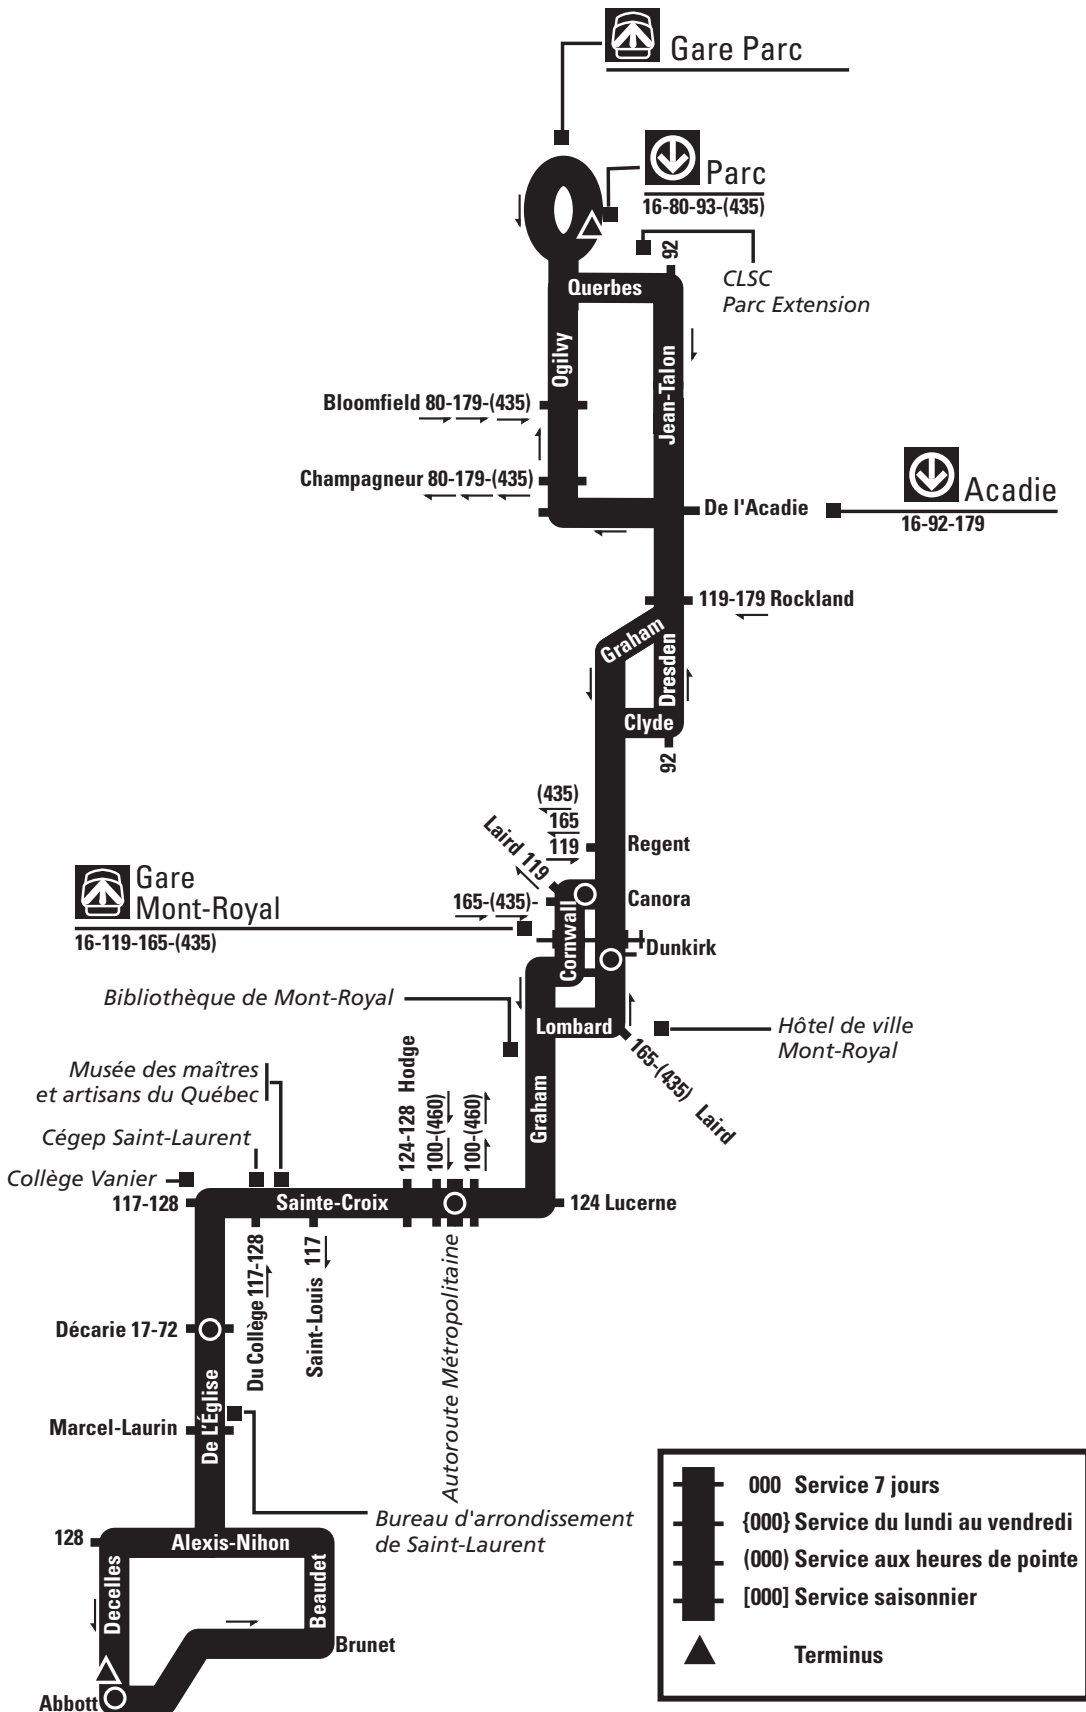 Gare Parc
Parc
16-80-93-(435)
92
CLSC
Parc Extension
Querbes
Ogilvy
Jean-Talon
Bloomfield 80-179-(435)
Champagneur 80-179-(435)
Acadie
16-92-179
De l'Acadie
119-179 Rockland
Graham
Dresden
Clyde
92
(435)
165
119
Regent
Laird 119
Gare
Mont-Royal
16-119-165-(435)
165-(435)-
Canora
Cornwall
Dunkirk
Bibliothèque de Mont-Royal
Lombard
Hôtel de ville
Mont-Royal
165-(435) Laird
Musée des maîtres
et artisans du Québec
Cégep Saint-Laurent
Collège Vanier
124-128 Hodge
100-(460)
100-(460)
Graham
117-128
Sainte-Croix
124 Lucerne
Du Collège 117-128
Saint-Louis 117
Autoroute Métropolitaine
Décarie 17-72
De L'Église
Marcel-Laurin
Bureau d'arrondissement
de Saint-Laurent
128
Alexis-Nihon
Decelles
Beaudet
Brunet
Abbott
000 Service 7 jours
{000} Service du lundi au vendredi
(000) Service aux heures de pointe
[000] Service saisonnier
Terminus